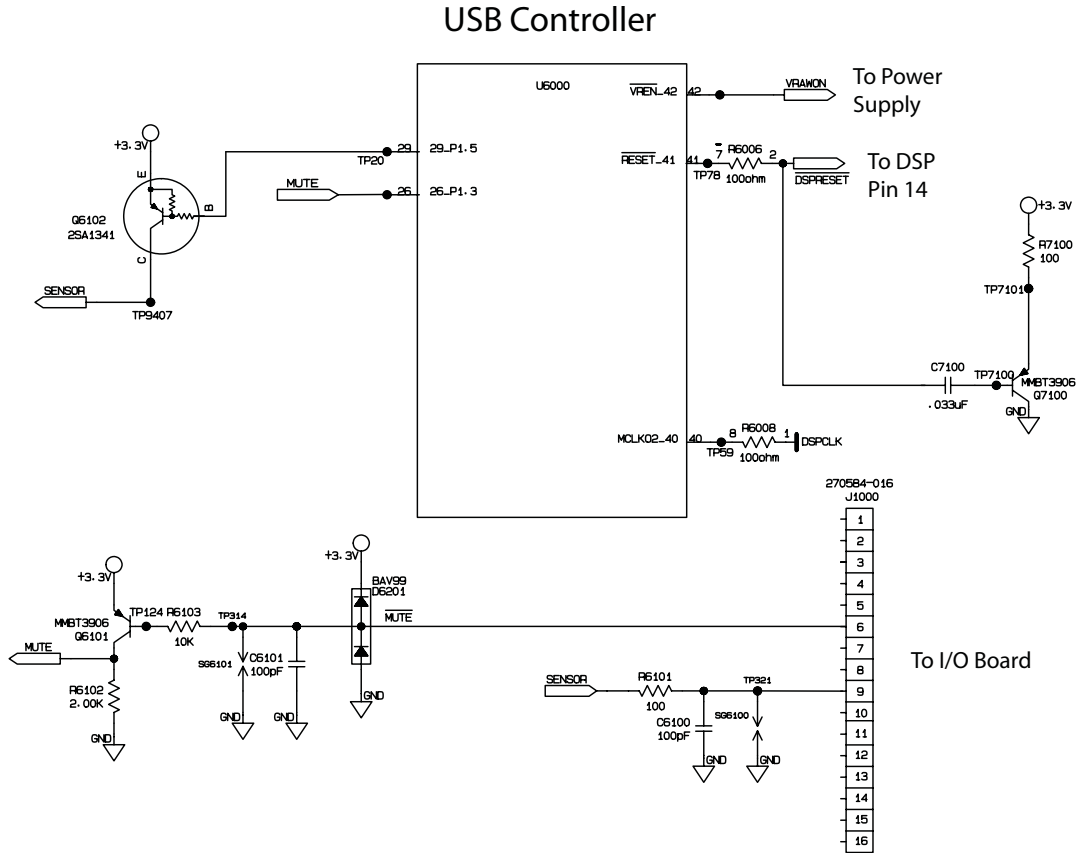 USB Controller
U6000
VREN_42 42
VRAWON
To Power
Supply
+3.3V
E
B
C
Q6102
2SA1341
SENSOR
TP9407
TP20
29 29_P1.5
MUTE
26 26_P1.3
RESET_41 41
TP78
7 R6006 2
100ohm
DSPRESET
To DSP
Pin 14
+3.3V
R7100
100
TP7101
C7100
.033uF
TP7100
MMBT3906
Q7100
GND
MCLKO2_40 40
TP59
8 R6008 1
100ohm
DSPCLK
270584-016
J1000
1
2
3
4
5
6
7
8
9
10
11
12
13
14
15
16
To I/O Board
+3.3V
MMBT3906
Q6101
TP124
R6103
10K
TP314
MUTE
R6102
2.00K
GND
SG6101
GND
C6101
100pF
GND
+3.3V
BAV99
D6201
MUTE
GND
SENSOR
R6101
100
C6100
100pF
GND
TP321
SG6100
GND